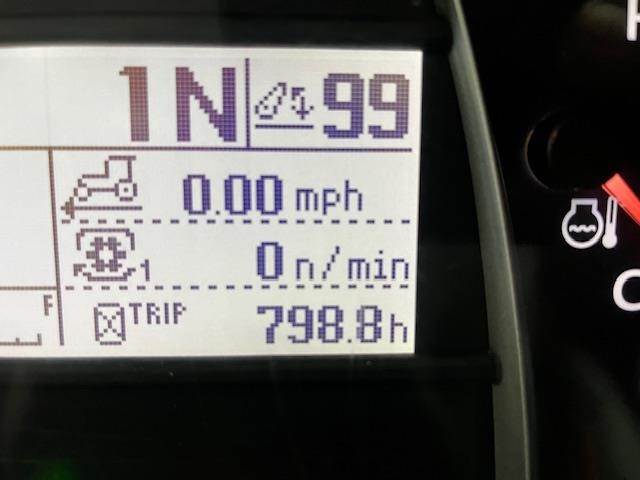 1N 99
0.00 mph
1 0 n/min
F
TRIP 798.8h
C